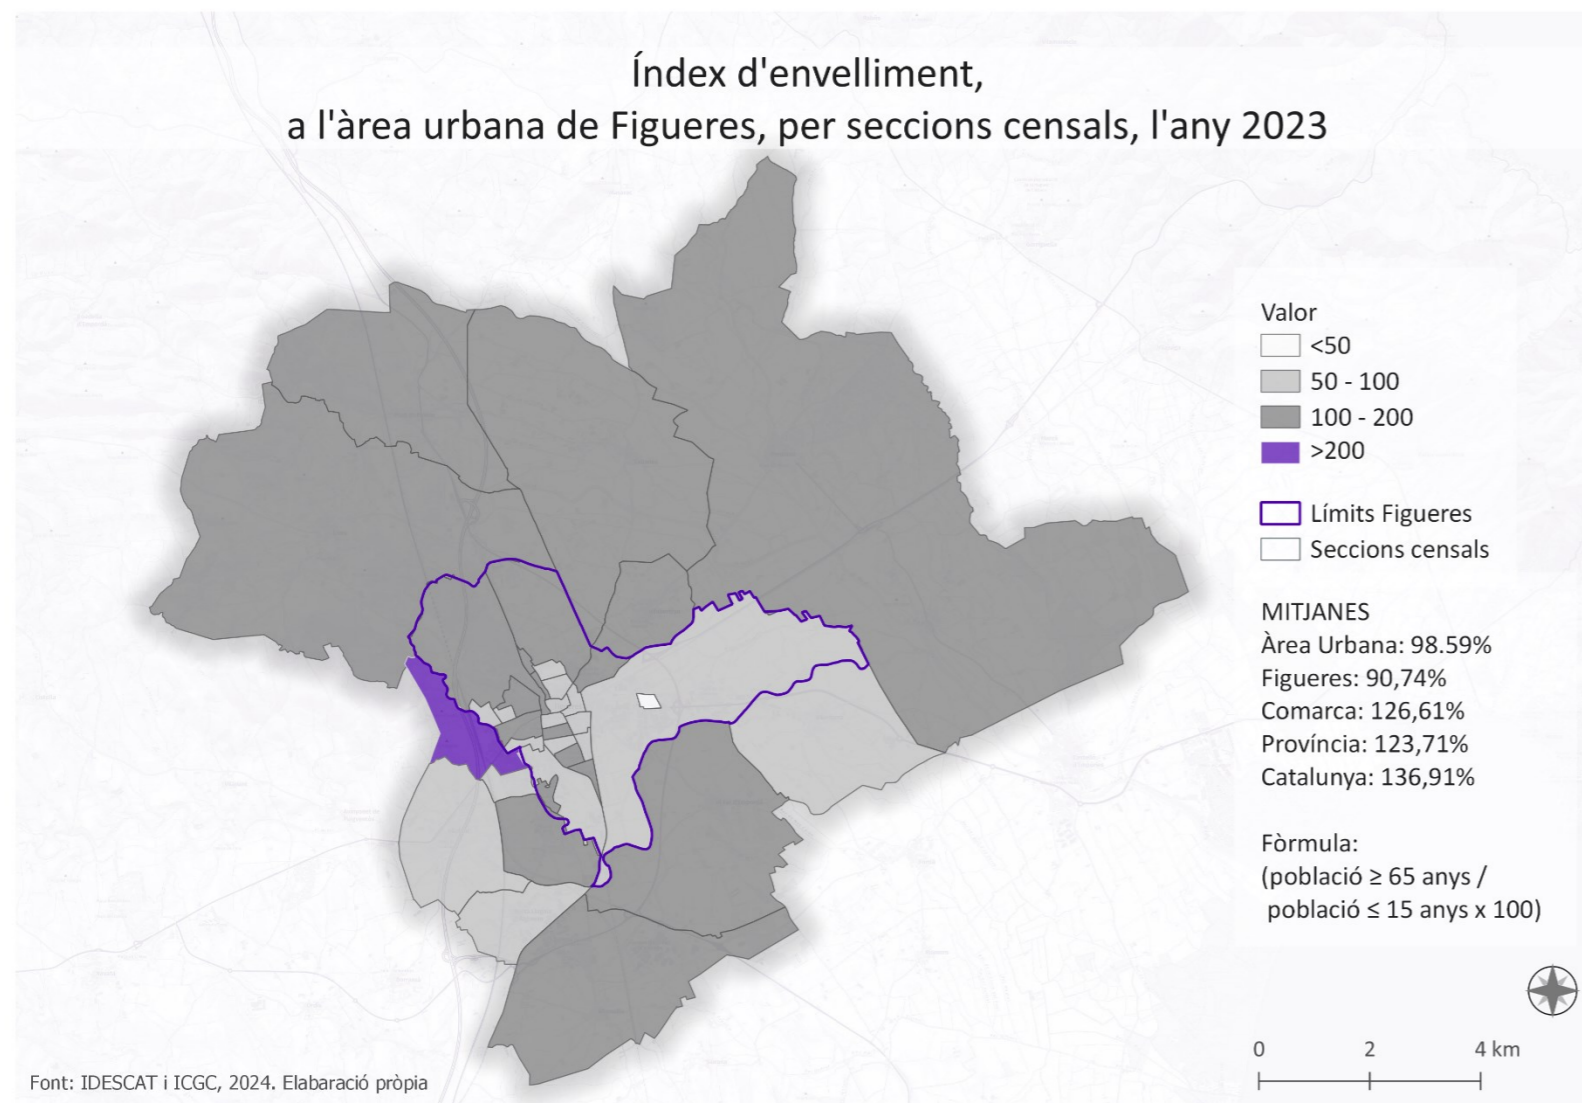 Índex d'envelliment,
a l'àrea urbana de Figueres, per seccions censals, l'any 2023
Valor
<50
50 - 100
100 - 200
>200
Límits Figueres
Seccions censals
MITJANES
Àrea Urbana: 98.59%
Figueres: 90,74%
Comarca: 126,61%
Província: 123,71%
Catalunya: 136,91%
Fòrmula:
(població ≥ 65 anys /
població ≤ 15 anys x 100)
0 2 4 km
Font: IDESCAT i ICGC, 2024. Elabaració pròpia